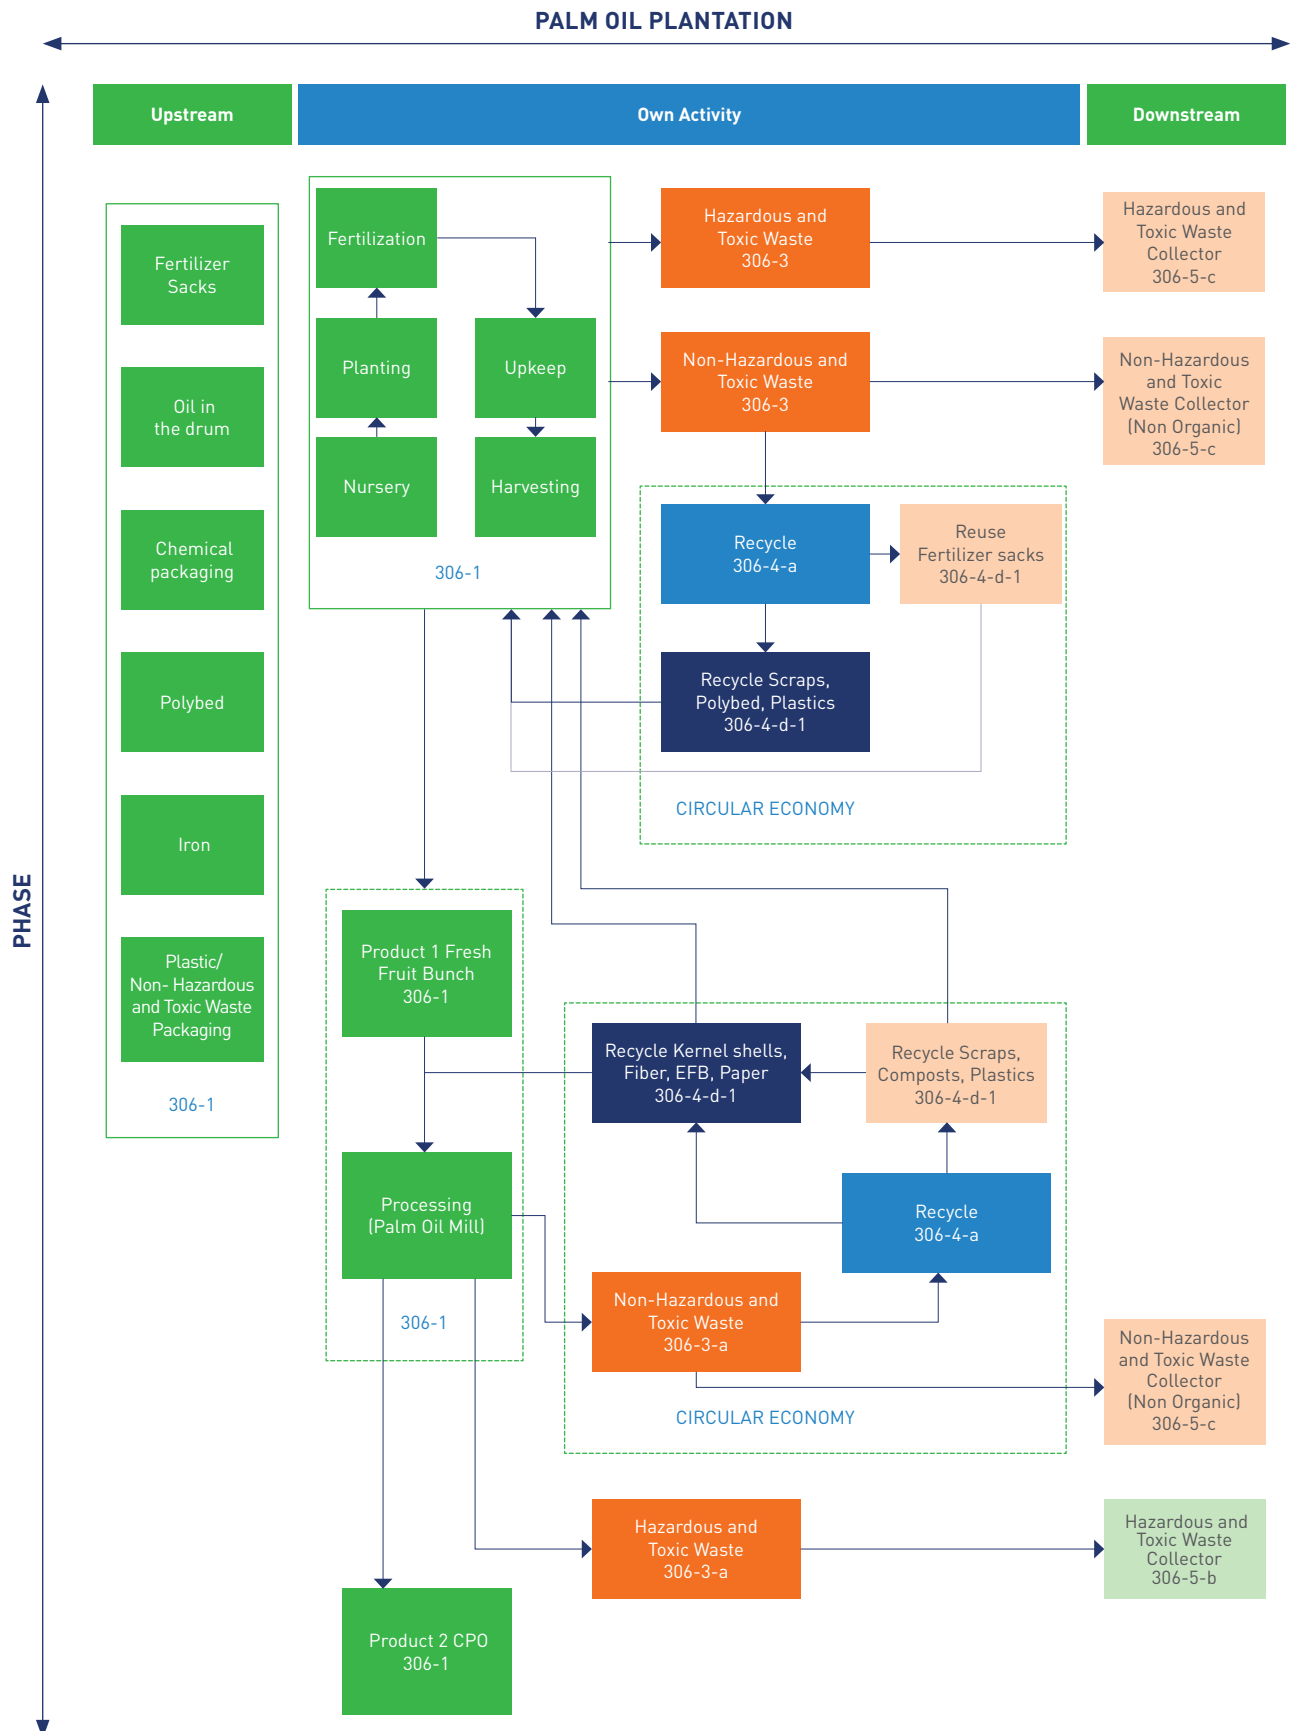 PALM OIL PLANTATION
PHASE
Upstream
Own Activity
Downstream
Fertilizer
Sacks
Oil in
the drum
Chemical
packaging
Polybed
Iron
Plastic/
Non- Hazardous
and Toxic Waste
Packaging
306-1
Fertilization
Planting
Nursery
Upkeep
Harvesting
306-1
Hazardous and
Toxic Waste
306-3
Hazardous and
Toxic Waste
Collector
306-5-c
Non-Hazardous and
Toxic Waste
306-3
Non-Hazardous
and Toxic
Waste Collector
(Non Organic)
306-5-c
Recycle
306-4-a
Reuse
Fertilizer sacks
306-4-d-1
Recycle Scraps,
Polybed, Plastics
306-4-d-1
CIRCULAR ECONOMY
Product 1 Fresh
Fruit Bunch
306-1
Processing
(Palm Oil Mill)
306-1
Recycle Kernel shells,
Fiber, EFB, Paper
306-4-d-1
Recycle Scraps,
Composts, Plastics
306-4-d-1
Recycle
306-4-a
Non-Hazardous and
Toxic Waste
306-3-a
CIRCULAR ECONOMY
Non-Hazardous
and Toxic Waste
Collector
(Non Organic)
306-5-c
Hazardous and
Toxic Waste
306-3-a
Hazardous and
Toxic Waste
Collector
306-5-b
Product 2 CPO
306-1